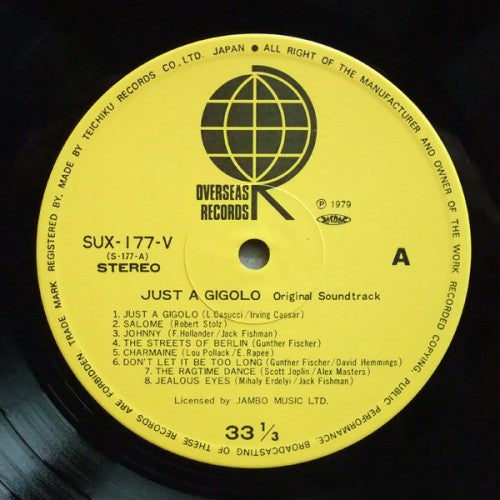 TRADE MARK REGISTERED BY. MADE BY TEICHIKU RECORDS CO.,LTD. JAPAN • ALL RIGHT OF THE MANUFACTURER AND OWNER OF THE WORK RECORDED. COPYING, PUBLIC PERFORMANCE, BROADCASTING OF THESE RECORDS ARE FORBIDDEN
OVERSEAS
RECORDS
Ⓟ 1979
SUX-177-V
(S-177-A)
STEREO
A
JUST A GIGOLO Original Soundtrack
1. JUST A GIGOLO (L.Casucci/Irving Caesar)
2. SALOME (Robert Stolz)
3. JOHNNY (F.Hollander/Jack Fishman)
4. THE STREETS OF BERLIN (Gunther Fischer)
5. CHARMAINE (Lou Pollack/E.Rapee)
6. DON'T LET IT BE TOO LONG (Gunther Fischer/David Hemmings)
7. THE RAGTIME DANCE (Scott Joplin/Alex Masters)
8. JEALOUS EYES (Mihaly Erdelyi/Jack Fishman)
Licensed by JAMBO MUSIC LTD.
33 1/3